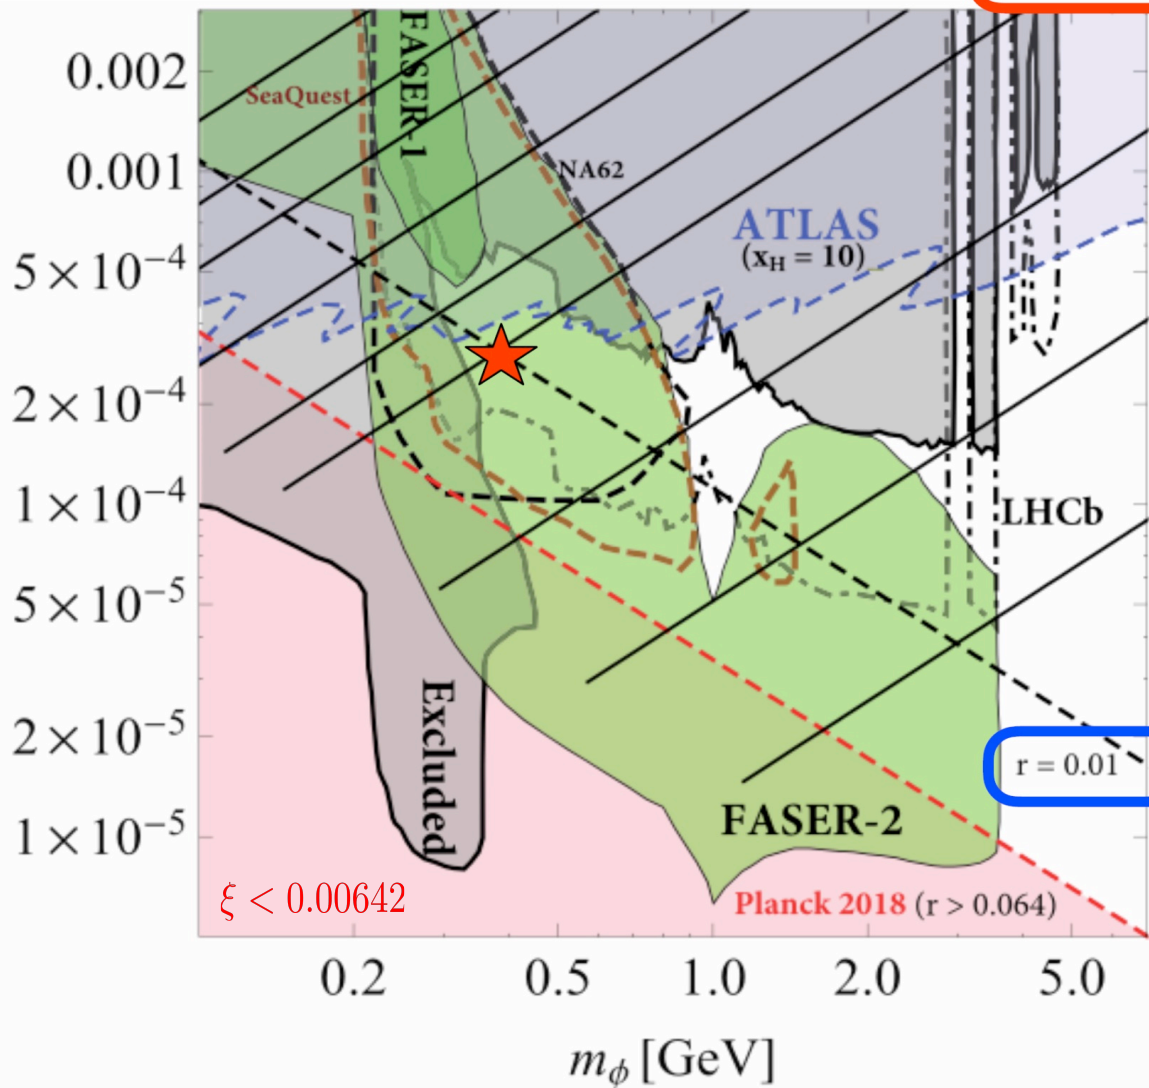 0.002
0.001
5×10⁻⁴
2×10⁻⁴
1×10⁻⁴
5×10⁻⁵
2×10⁻⁵
1×10⁻⁵
FASER-1
SeaQuest
NA62
ATLAS
(x_H = 10)
LHCb
Excluded
r = 0.01
FASER-2
ξ < 0.00642
Planck 2018 (r > 0.064)
0.2 0.5 1.0 2.0 5.0
m_ϕ [GeV]